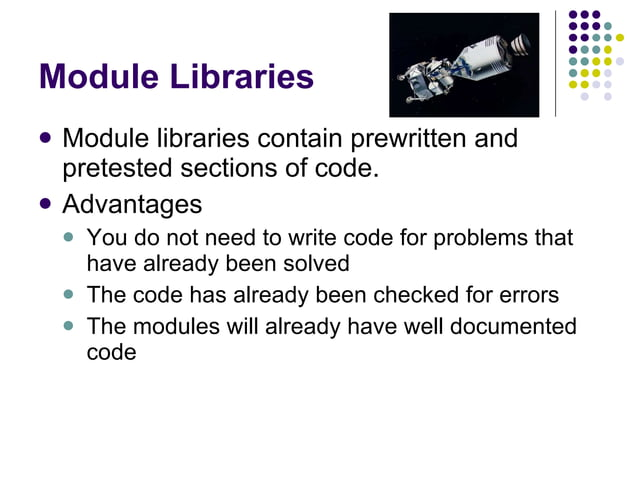 Module Libraries
Module libraries contain prewritten and
pretested sections of code.
Advantages
You do not need to write code for problems that
have already been solved
The code has already been checked for errors
The modules will already have well documented
code